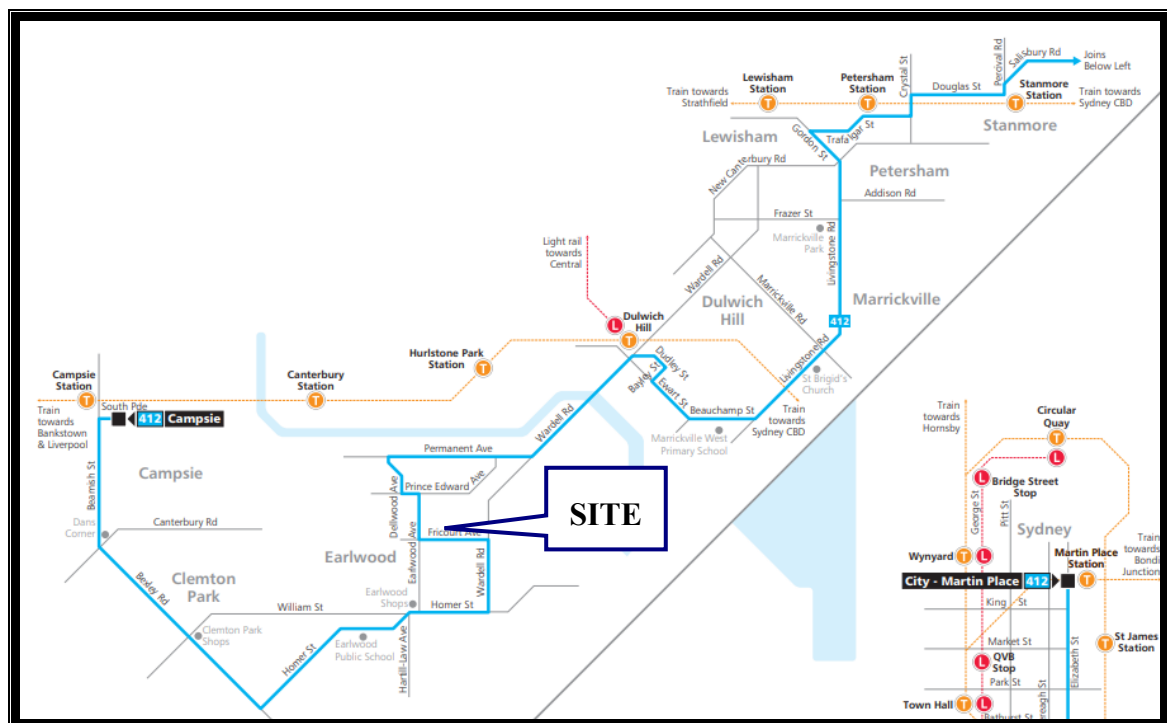 Percival Rd
Salisbury Rd
Joins
Below Left
Crystal St
Lewisham
Station
Petersham
Station
Douglas St
Stanmore
Station
Train towards
Strathfield
Train towards
Sydney CBD
Lewisham
Gordon St
Trafalgar St
Stanmore
New Canterbury Rd
Petersham
Addison Rd
Frazer St
Marrickville
Park
Livingstone Rd
Light rail
towards
Central
Wardell Rd
Marrickville Rd
Dulwich
Hill
Marrickville
412
L
Dulwich
Hill
T
Dudley St
Bayley St
Ewart St
Livingstone Rd
St Brigid's
Church
Beauchamp St
Marrickville West
Primary School
Train
towards
Sydney CBD
Hurlstone Park
Station
T
Canterbury
Station
T
Campsie
Station
T
South Pde
412 Campsie
Train
towards
Bankstown
& Liverpool
Beamish St
Campsie
Wardell Rd
Permanent Ave
Prince Edward Ave
Dellwood Ave
SITE
Dans
Corner
Canterbury Rd
Fricourt Ave
Earlwood
Earlwood Ave
Wardell Rd
Clemton
Park
Bexley Rd
William St
Earlwood
Shops
Homer St
Clemton Park
Shops
Homer St
Earlwood
Public School
Hartill-Law Ave
Train
towards
Hornsby
Circular
Quay
T
L
L
Bridge Street
Stop
George St
Pitt St
Sydney
Wynyard T L
Martin Place
Station
T
Train
towards
Bondi
Junction
City - Martin Place 412
King St
Market St
Elizabeth St
T
St James
Station
L
QVB
Stop
Park St
Town Hall T L
Bathurst St